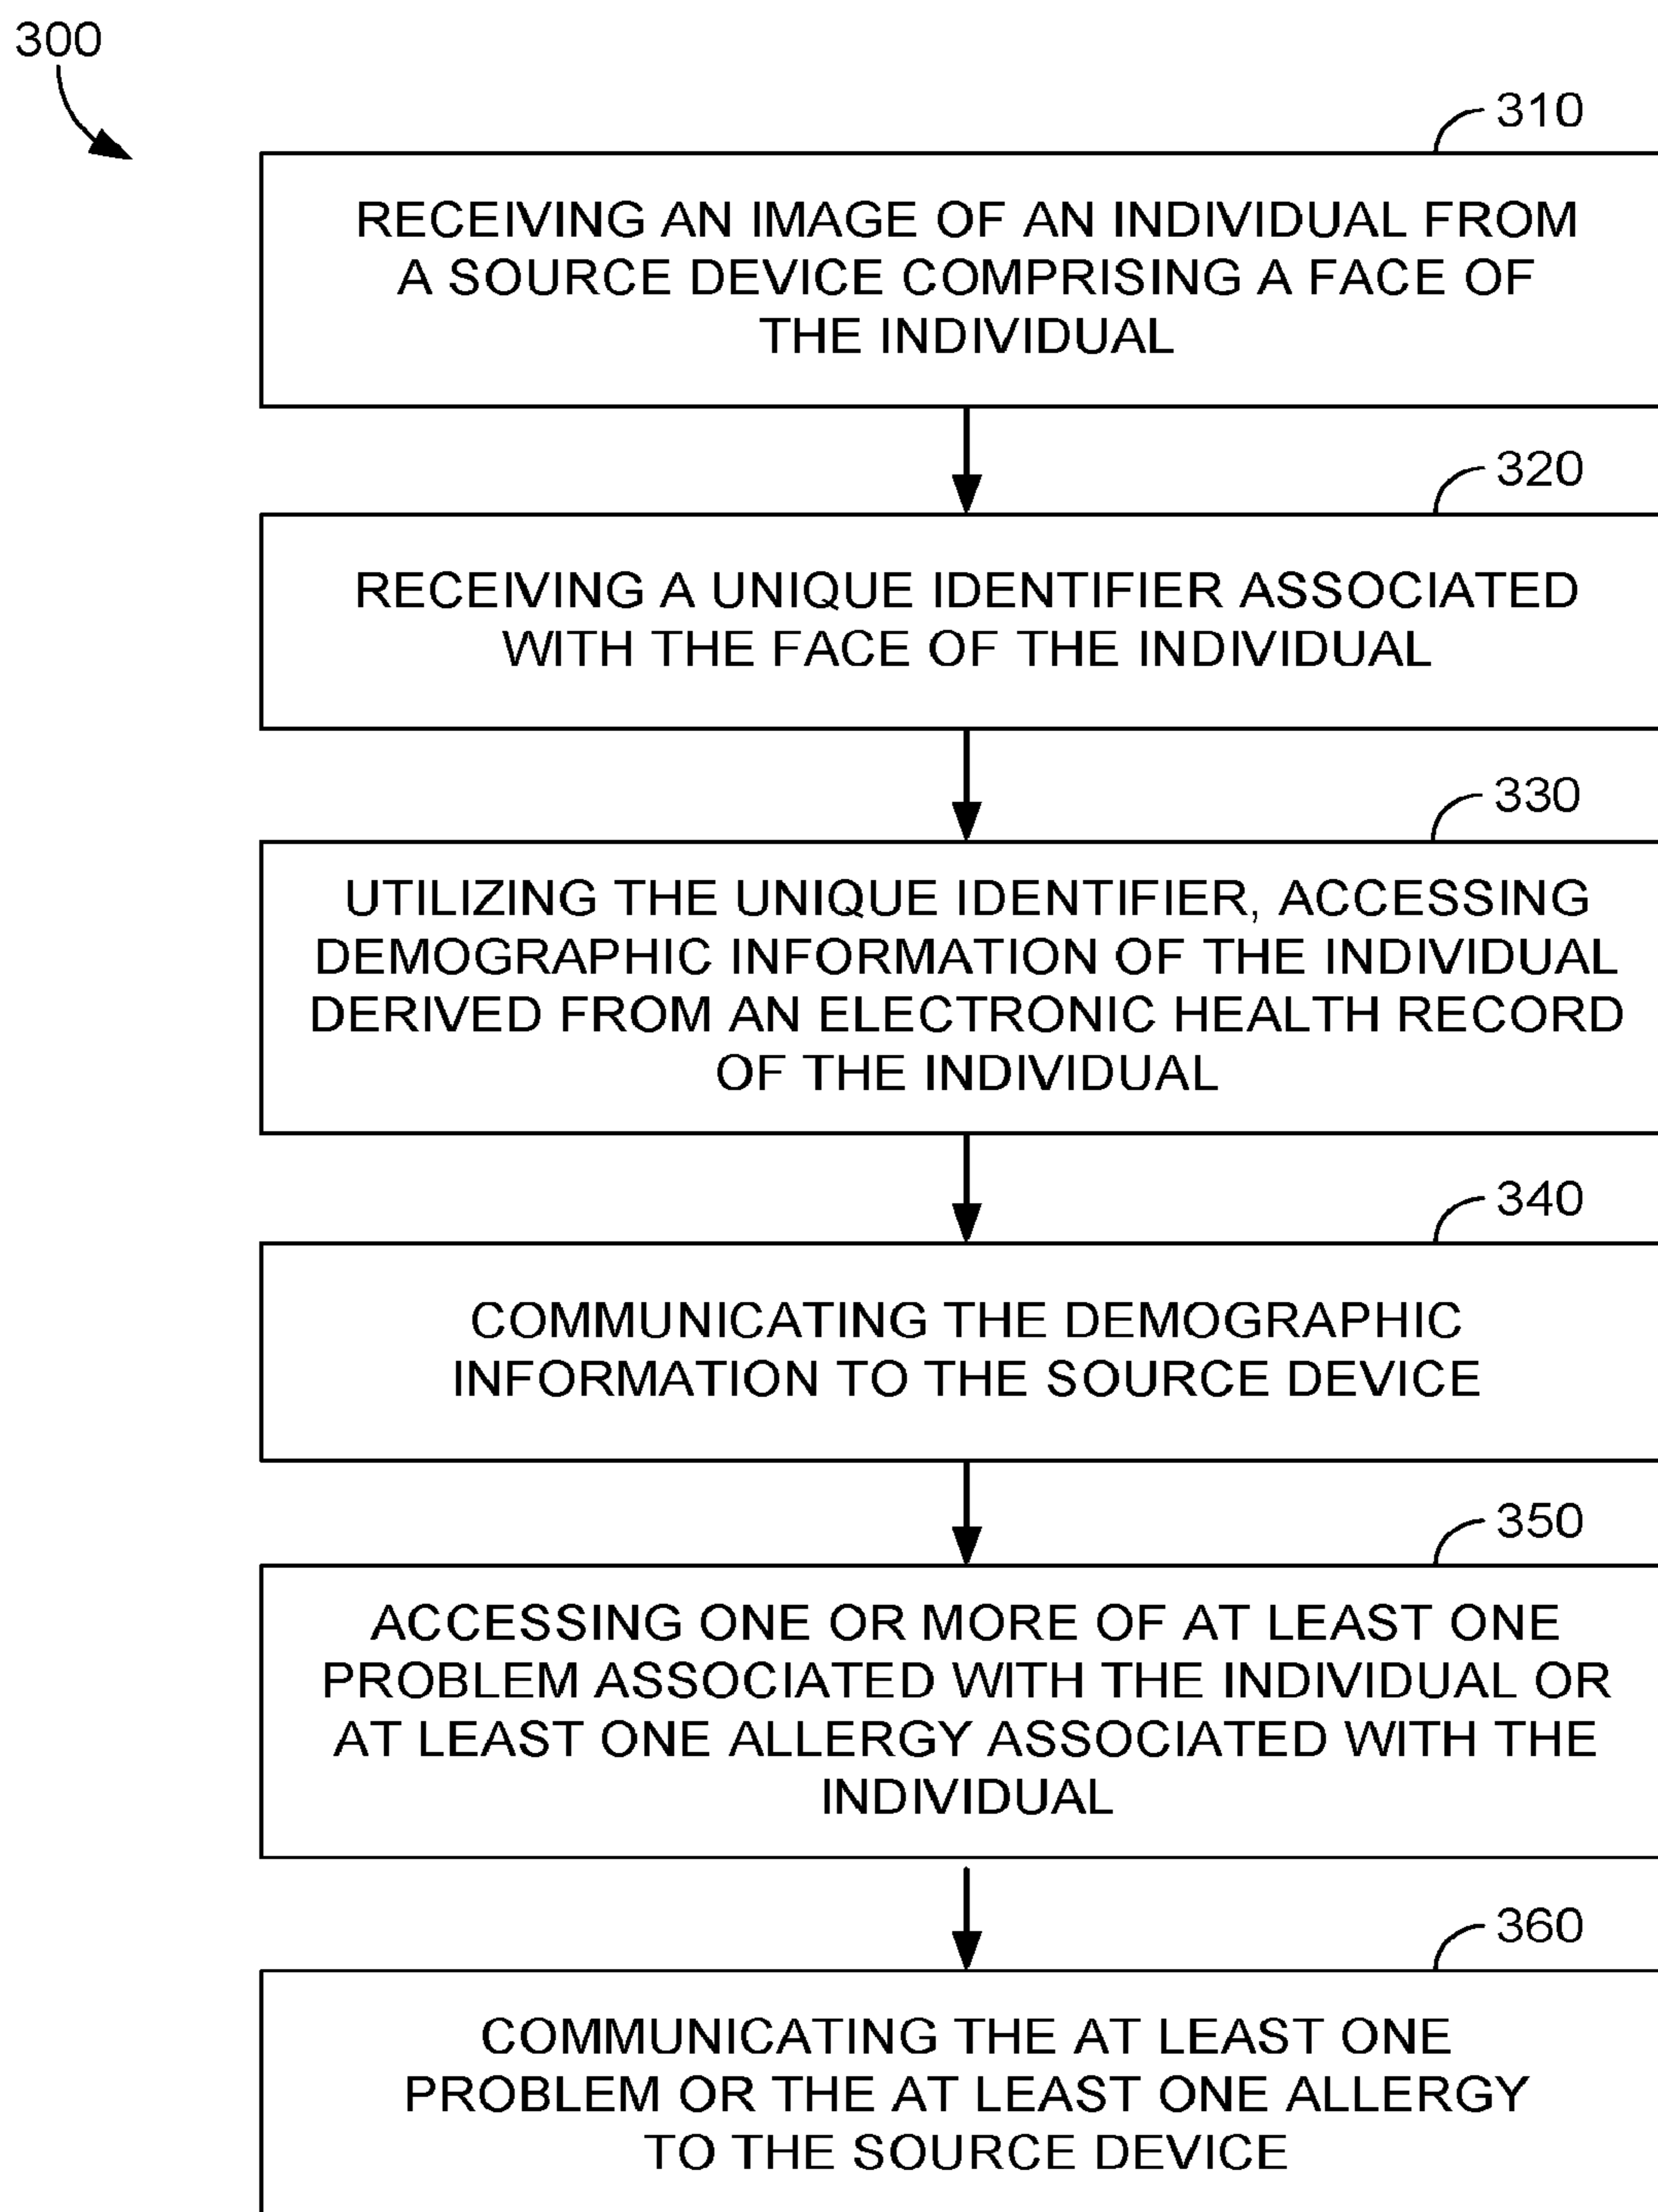 300
310
RECEIVING AN IMAGE OF AN INDIVIDUAL FROM
A SOURCE DEVICE COMPRISING A FACE OF
THE INDIVIDUAL
320
RECEIVING A UNIQUE IDENTIFIER ASSOCIATED
WITH THE FACE OF THE INDIVIDUAL
330
UTILIZING THE UNIQUE IDENTIFIER, ACCESSING
DEMOGRAPHIC INFORMATION OF THE INDIVIDUAL
DERIVED FROM AN ELECTRONIC HEALTH RECORD
OF THE INDIVIDUAL
340
COMMUNICATING THE DEMOGRAPHIC
INFORMATION TO THE SOURCE DEVICE
350
ACCESSING ONE OR MORE OF AT LEAST ONE
PROBLEM ASSOCIATED WITH THE INDIVIDUAL OR
AT LEAST ONE ALLERGY ASSOCIATED WITH THE
INDIVIDUAL
360
COMMUNICATING THE AT LEAST ONE
PROBLEM OR THE AT LEAST ONE ALLERGY
TO THE SOURCE DEVICE